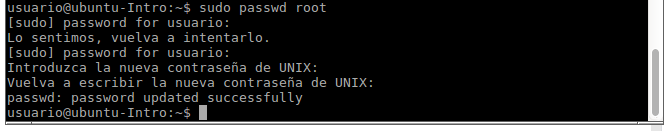 usuario@ubuntu-Intro:~$ sudo passwd root
[sudo] password for usuario:
Lo sentimos, vuelva a intentarlo.
[sudo] password for usuario:
Introduzca la nueva contraseña de UNIX:
Vuelva a escribir la nueva contraseña de UNIX:
passwd: password updated successfully
usuario@ubuntu-Intro:~$